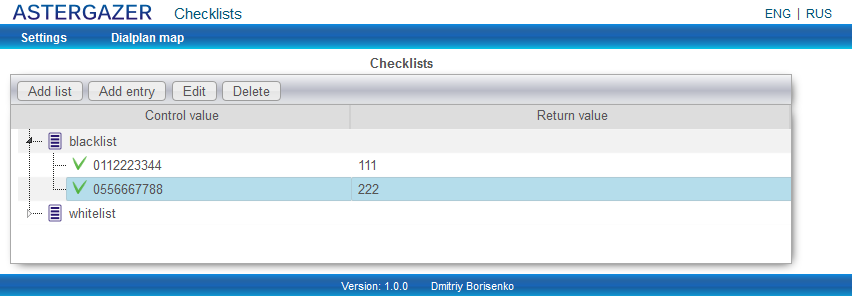 ASTERGAZER Checklists ENG | RUS
Settings Dialplan map
Checklists
Add list Add entry Edit Delete
Control value Return value
blacklist
0112223344 111
0556667788 222
whitelist
Version: 1.0.0 Dmitriy Borisenko